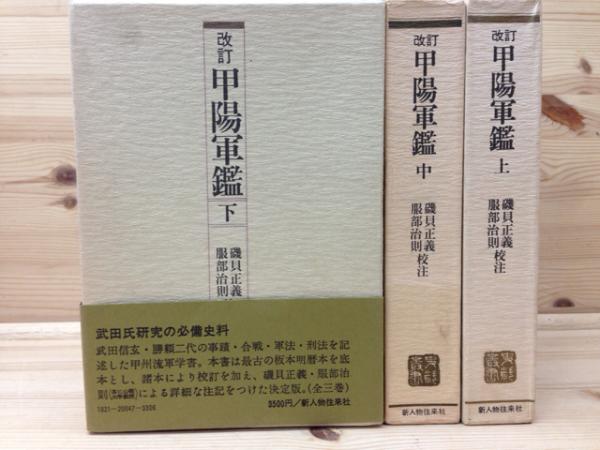 改訂
甲陽軍鑑
下
磯貝正義
服部治則
武田氏研究の必備史料
武田信玄・勝頼二代の事蹟・合戦・軍法・刑法を記
述した甲州流軍学書。本書は最古の板本明暦本を底
本とし、諸本により校訂を加え、磯貝正義・服部治
則による詳細な注記をつけた決定版。(全三巻)
1321-20047-3306
3500円/新人物往来社
改訂
甲陽軍鑑
中
磯貝正義
服部治則
校注
新人物往来社
改訂
甲陽軍鑑
上
磯貝正義
服部治則
校注
新人物往来社